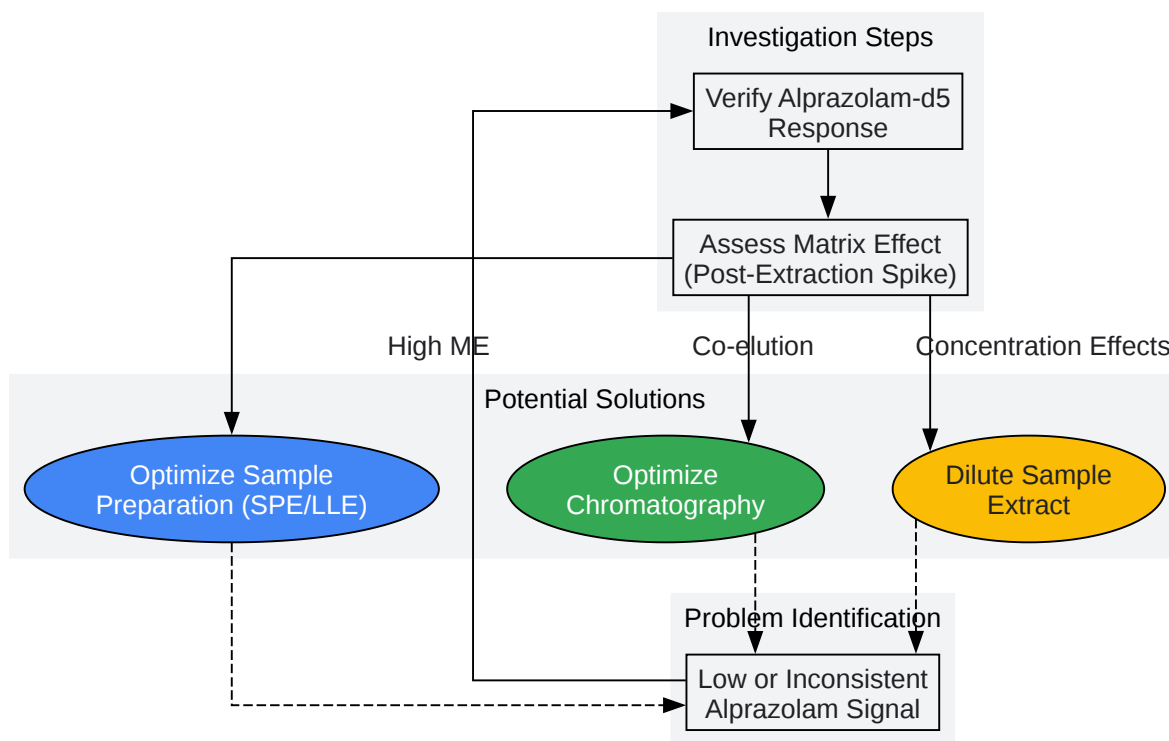 Investigation Steps
Verify Alprazolam-d5
Response
Assess Matrix Effect
(Post-Extraction Spike)
High ME
Co-elution
Concentration Effects
Potential Solutions
Optimize Sample
Preparation (SPE/LLE)
Optimize
Chromatography
Dilute Sample
Extract
Problem Identification
Low or Inconsistent
Alprazolam Signal